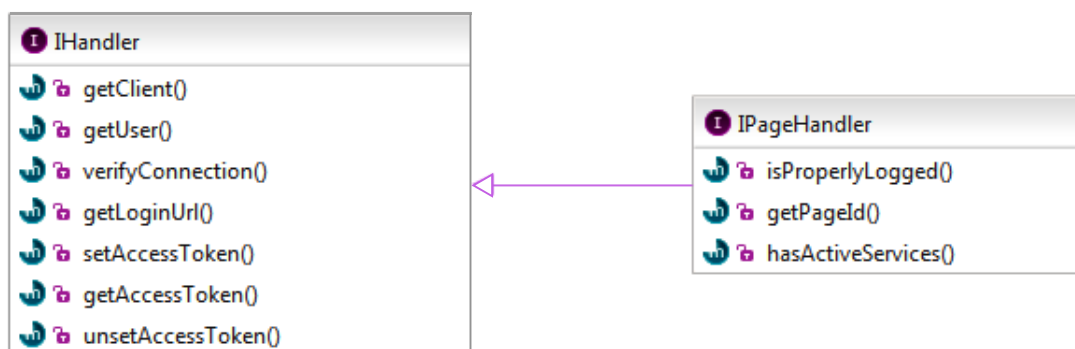 I IHandler
m getClient()
m getUser()
m verifyConnection()
m getLoginUrl()
m setAccessToken()
m getAccessToken()
m unsetAccessToken()
I IPageHandler
m isProperlyLogged()
m getPageId()
m hasActiveServices()